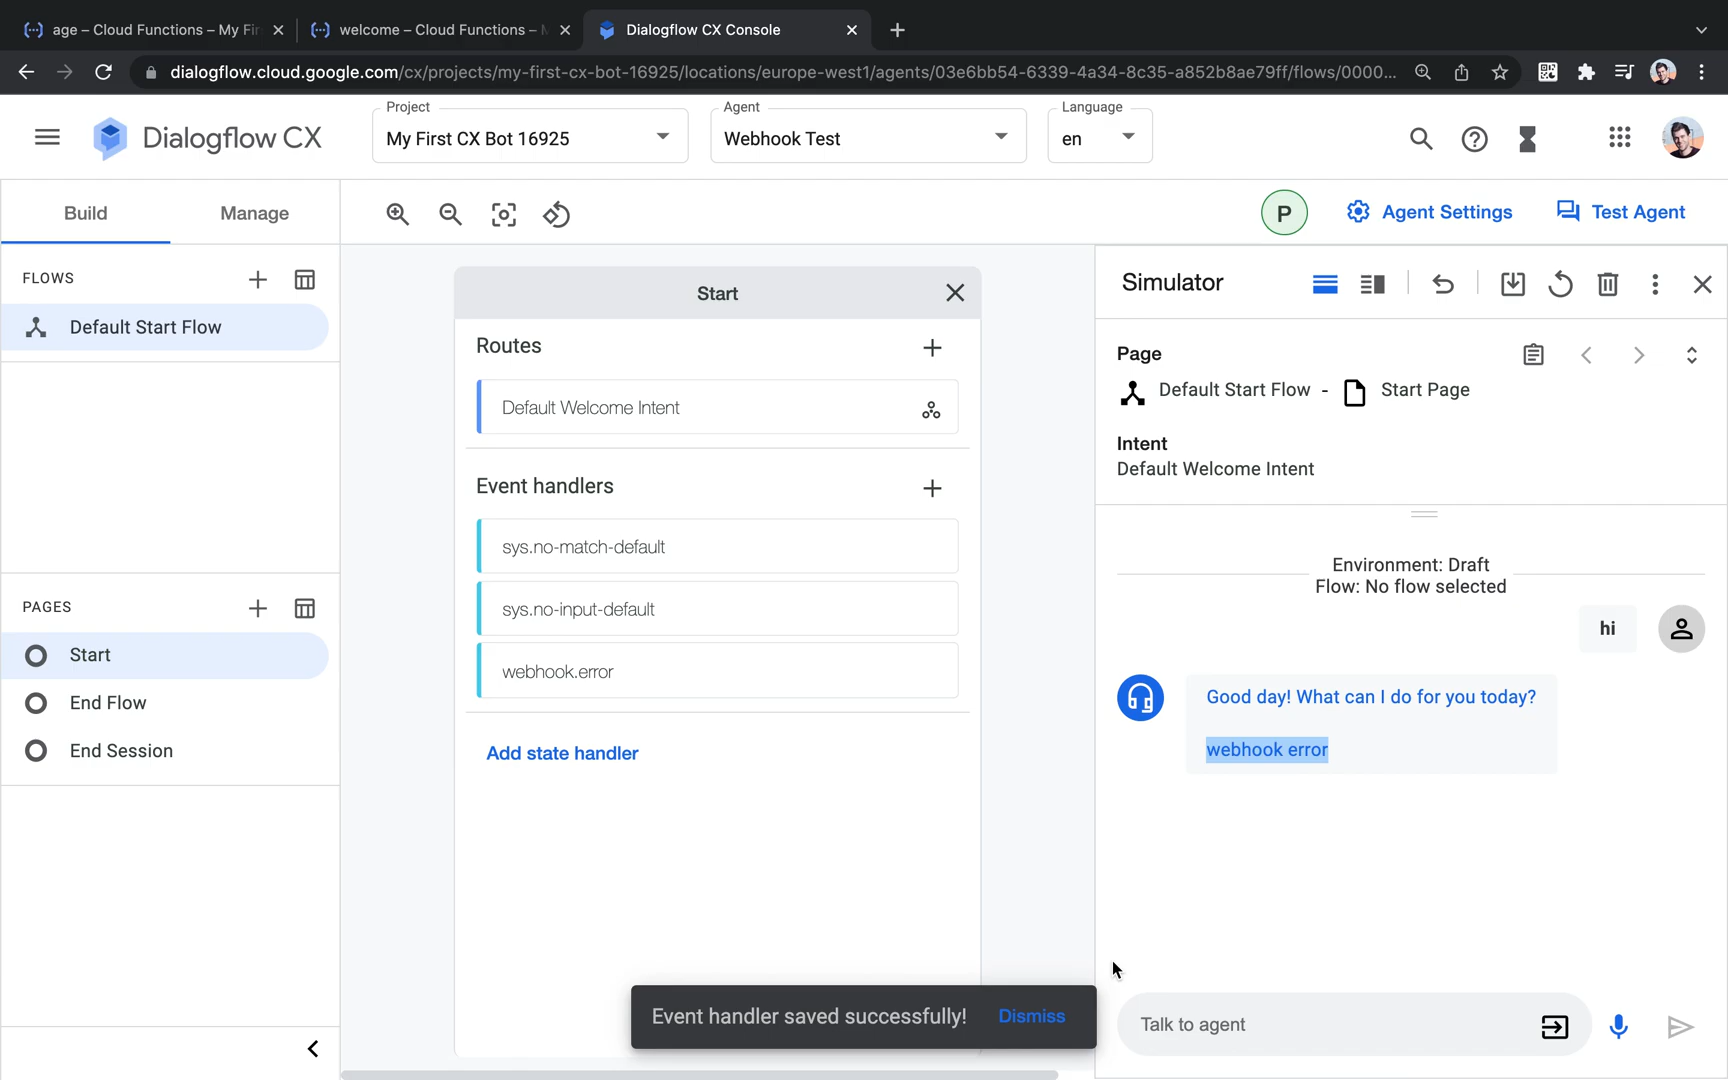 age – Cloud Functions – My Fir
welcome – Cloud Functions – M
Dialogflow CX Console
dialogflow.cloud.google.com/cx/projects/my-first-cx-bot-16925/locations/europe-west1/agents/03e6bb54-6339-4a34-8c35-a852b8ae79ff/flows/0000...
Dialogflow CX
Project
My First CX Bot 16925
Agent
Webhook Test
Language
en
Build
Manage
P
Agent Settings
Test Agent
FLOWS
Default Start Flow
PAGES
Start
End Flow
End Session
Start
Routes
Default Welcome Intent
Event handlers
sys.no-match-default
sys.no-input-default
webhook.error
Add state handler
Event handler saved successfully!
Dismiss
Simulator
Page
Default Start Flow - Start Page
Intent
Default Welcome Intent
Environment: Draft
Flow: No flow selected
hi
Good day! What can I do for you today?
webhook error
Talk to agent